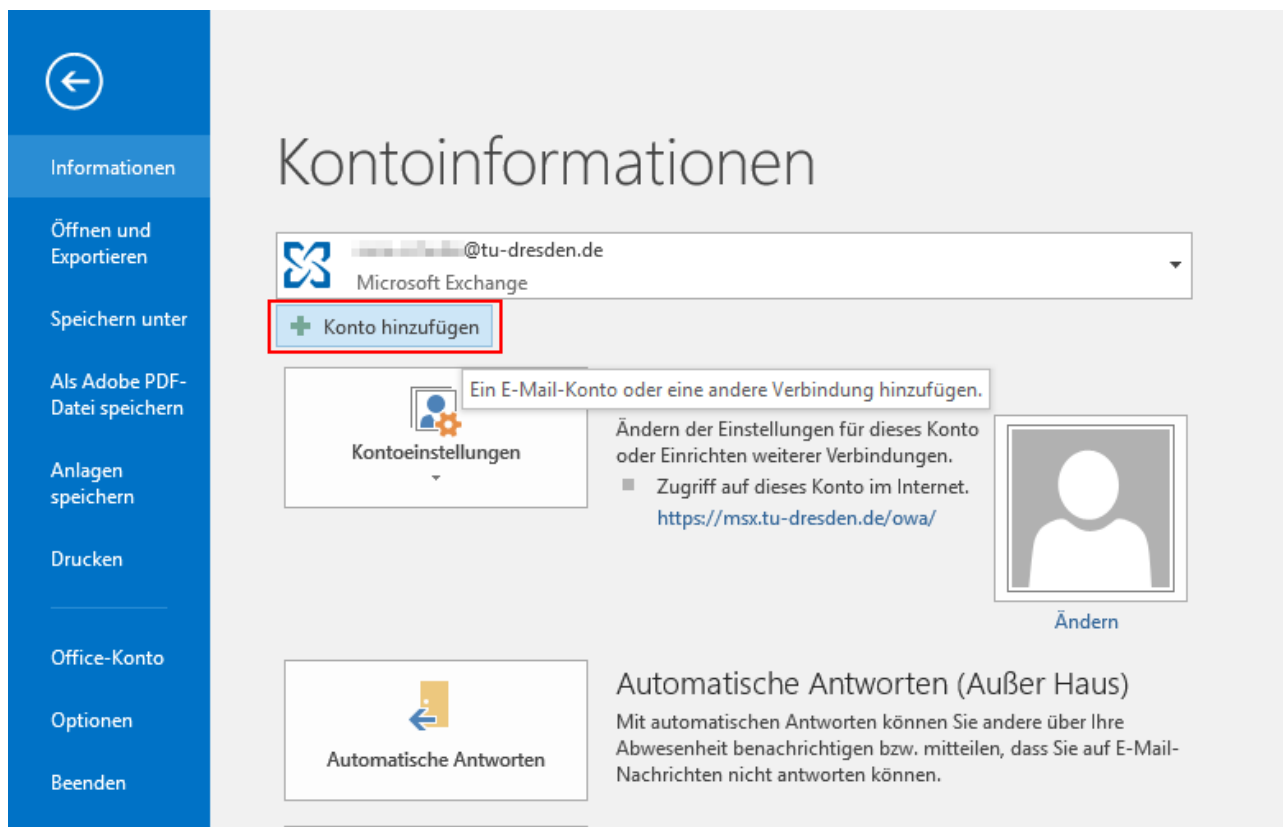 Kontoinformationen
Informationen
Öffnen und
Exportieren
Speichern unter
Als Adobe PDF-
Datei speichern
Anlagen
speichern
Drucken
Office-Konto
Optionen
Beenden
@tu-dresden.de
Microsoft Exchange
Konto hinzufügen
Ein E-Mail-Konto oder eine andere Verbindung hinzufügen.
Kontoeinstellungen
Ändern der Einstellungen für dieses Konto
oder Einrichten weiterer Verbindungen.
Zugriff auf dieses Konto im Internet.
https://msx.tu-dresden.de/owa/
Ändern
Automatische Antworten
Automatische Antworten (Außer Haus)
Mit automatischen Antworten können Sie andere über Ihre
Abwesenheit benachrichtigen bzw. mitteilen, dass Sie auf E-Mail-
Nachrichten nicht antworten können.